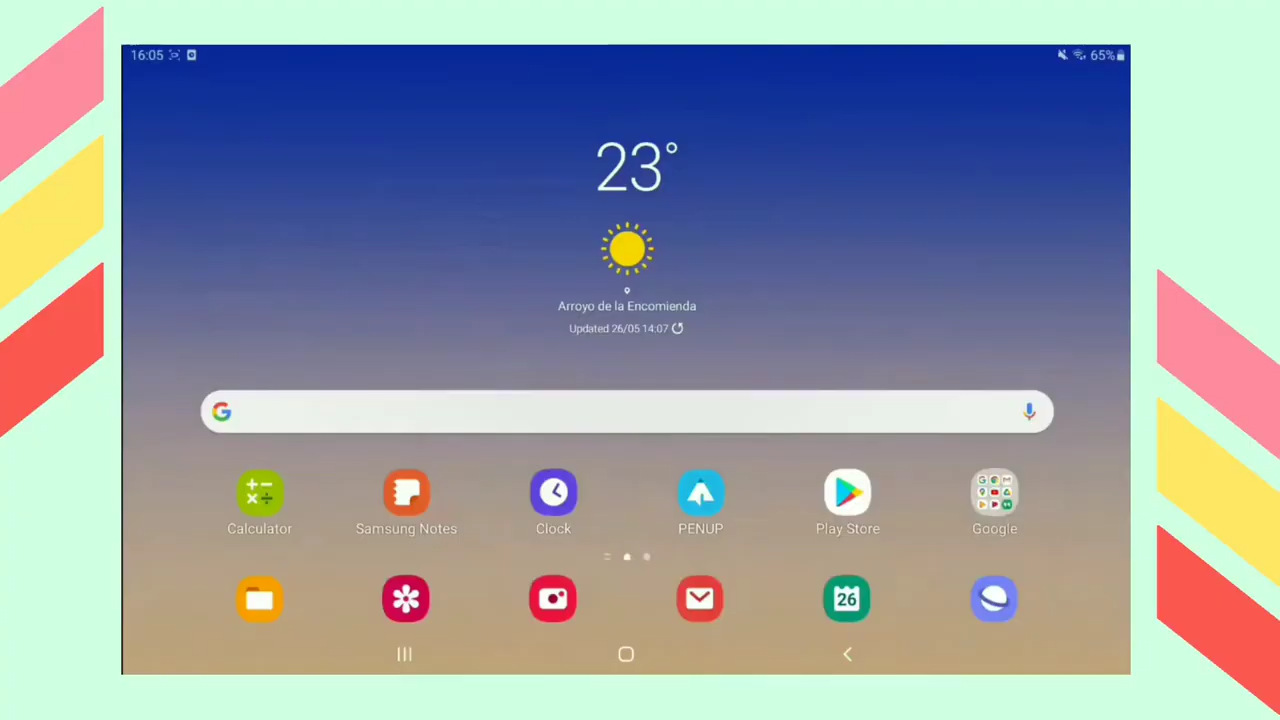 16:05
65%
23°
Arroyo de la Encomienda
Updated 26/05 14:07
Calculator
Samsung Notes
Clock
PENUP
Play Store
Google
26